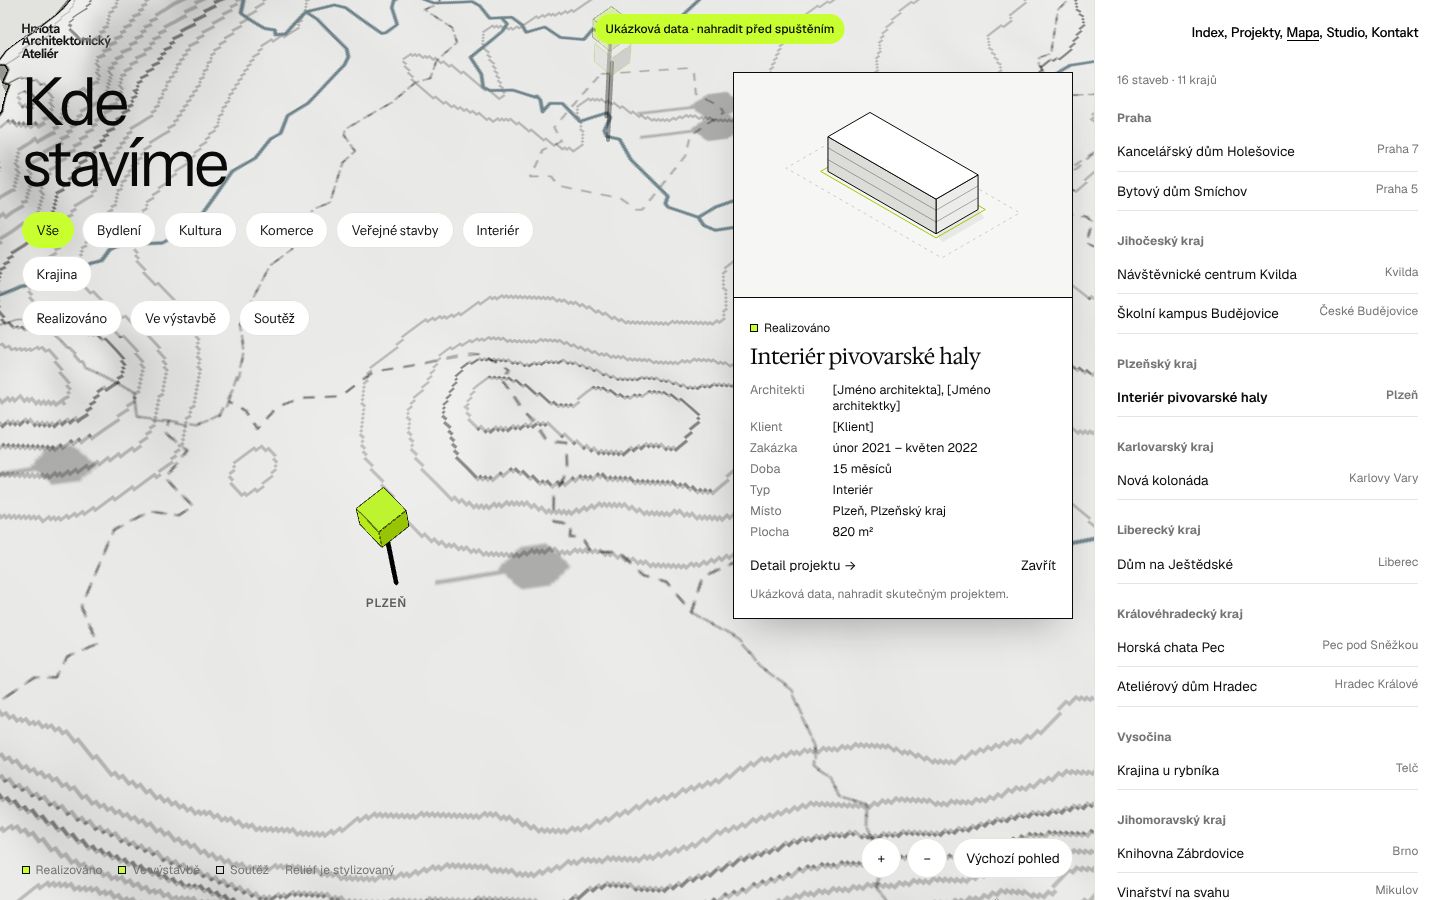 Hmota
Architektonický
Ateliér
Ukázková data · nahradit před spuštěním
Index, Projekty, Mapa, Studio, Kontakt
Kde
stavíme
Vše
Bydlení
Kultura
Komerce
Veřejné stavby
Interiér
Krajina
Realizováno
Ve výstavbě
Soutěž
PLZEŇ
Realizováno
Interiér pivovarské haly
Architekti [Jméno architekta], [Jméno
architektky]
Klient [Klient]
Zakázka únor 2021 – květen 2022
Doba 15 měsíců
Typ Interiér
Místo Plzeň, Plzeňský kraj
Plocha 820 m²
Detail projektu → Zavřít
Ukázková data, nahradit skutečným projektem.
Realizováno Ve výstavbě Soutěž Reliéf je stylizovaný
+ − Výchozí pohled
16 staveb · 11 krajů
Praha
Kancelářský dům Holešovice Praha 7
Bytový dům Smíchov Praha 5
Jihočeský kraj
Návštěvnické centrum Kvilda Kvilda
Školní kampus Budějovice České Budějovice
Plzeňský kraj
Interiér pivovarské haly Plzeň
Karlovarský kraj
Nová kolonáda Karlovy Vary
Liberecký kraj
Dům na Ještědské Liberec
Královéhradecký kraj
Horská chata Pec Pec pod Sněžkou
Ateliérový dům Hradec Hradec Králové
Vysočina
Krajina u rybníka Telč
Jihomoravský kraj
Knihovna Zábrdovice Brno
Vinařství na svahu Mikulov